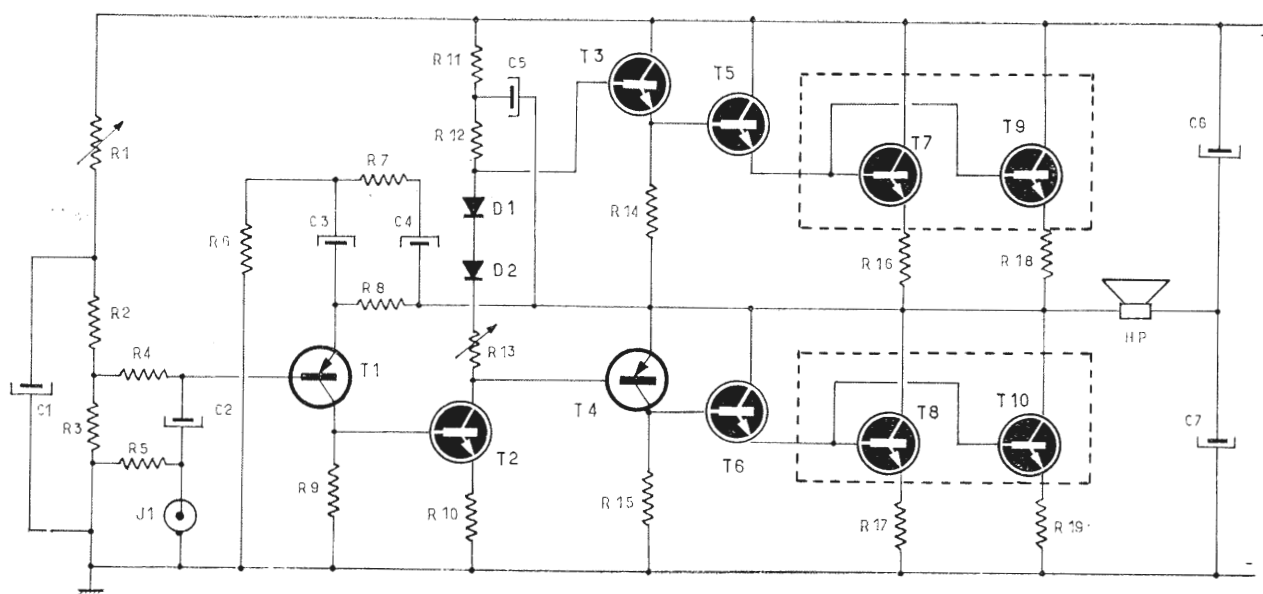 R11
C5
T3
T5
R1
R12
R7
T7
T9
C6
D1
R6
C3
C4
R14
D2
R16
R18
R2
R8
HP
R4
R13
T1
C1
C2
T4
T8
T10
R3
R5
T2
T6
C7
R9
R15
J1
R10
R17
R19
-